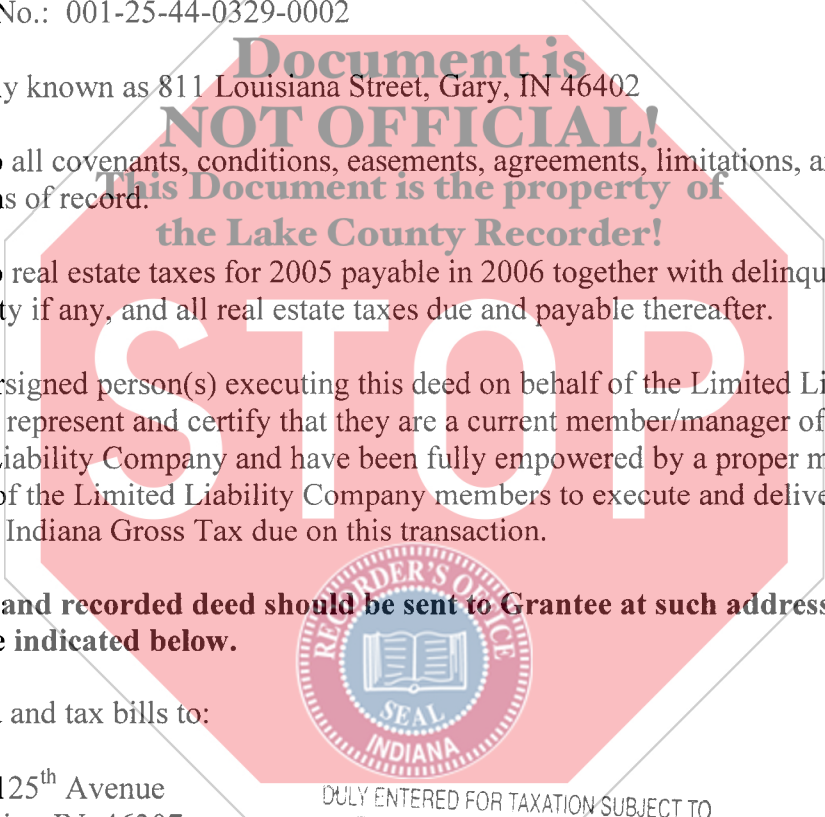 No.: 001-25-44-0329-0002
Document is
y known as 811 Louisiana Street, Gary, IN 46402
NOT OFFICIAL!
all covenants, conditions, easements, agreements, limitations, a
This Document is the property of
s of record.
the Lake County Recorder!
real estate taxes for 2005 payable in 2006 together with delinqu
ty if any, and all real estate taxes due and payable thereafter.
STOP
rsigned person(s) executing this deed on behalf of the Limited Li
represent and certify that they are a current member/manager of
iability Company and have been fully empowered by a proper m
of the Limited Liability Company members to execute and delive
Indiana Gross Tax due on this transaction.
RECORDER'S OFFICE
and recorded deed should be sent to Grantee at such address
e indicated below.
SEAL
and tax bills to:
INDIANA
125th Avenue
DULY ENTERED FOR TAXATION SUBJECT TO